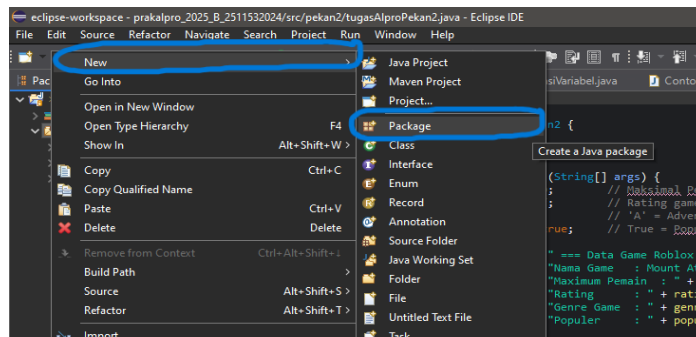 eclipse-workspace - prakalpro_2025_B_2511532024/src/pekan2/tugasAlproPekan2.java - Eclipse IDE
File Edit Source Refactor Navigate Search Project Run Window Help
Pac
siVariabel.java Conto
New
Go Into
Open in New Window
Open Type Hierarchy F4
Show In Alt+Shift+W >
Copy Ctrl+C
Copy Qualified Name
Paste Ctrl+V
Delete Delete
Remove from Context Ctrl+Alt+Shift+↓
Build Path >
Source Alt+Shift+S >
Refactor Alt+Shift+T >
Import
Java Project
Maven Project
Project...
Package
Class
Interface
Enum
Record
Annotation
Source Folder
Java Working Set
Folder
File
Untitled Text File
Task
Create a Java package
n2 {
(String[] args) {
; // Maksimal Pe
; // Rating game
// 'A' = Adven
rue; // True = Popu
" === Data Game Roblox
"Nama Game : Mount At
"Maximum Pemain : " +
"Rating : " + rati
"Genre Game : " + genr
"Populer : " + popu